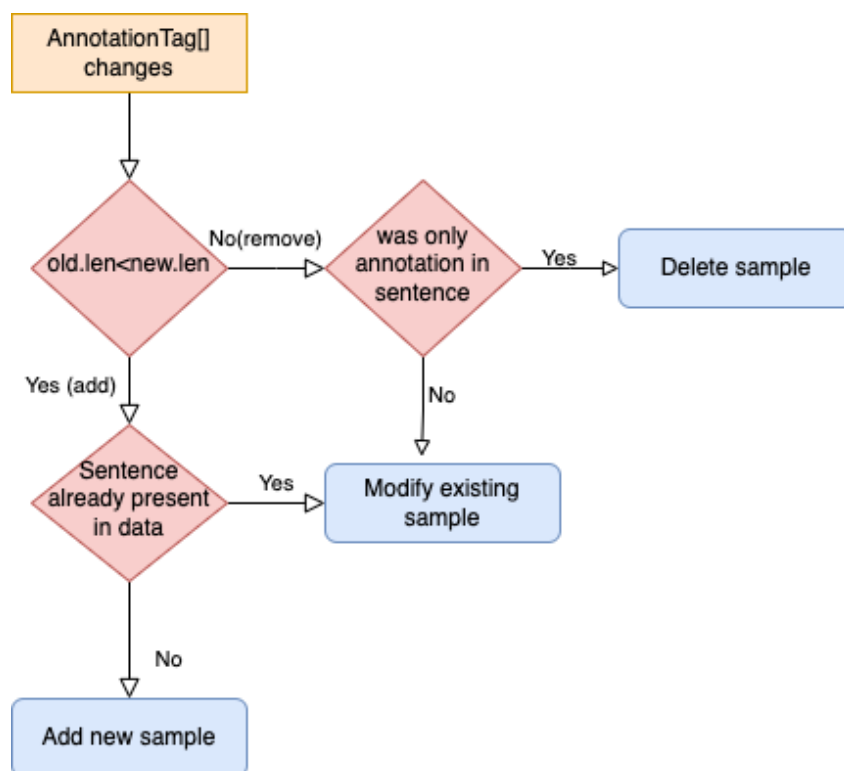 AnnotationTag[]
changes
No(remove)
old.len<new.len
was only
annotation in
sentence
Yes
Delete sample
Yes (add)
No
Sentence
already present
in data
Yes
Modify existing
sample
No
Add new sample